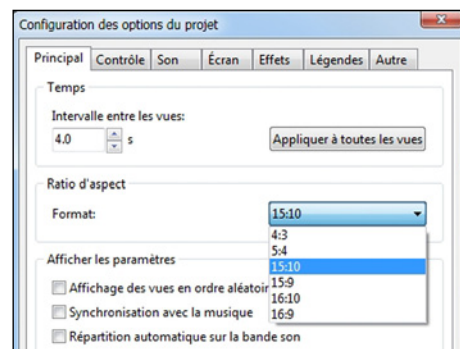 Configuration des options du projet
Principal Contrôle Son Écran Effets Légendes Autre
Temps
Intervalle entre les vues:
4.0 s Appliquer à toutes les vues
Ratio d'aspect
Format: 15:10
4:3
5:4
15:10
15:9
16:10
16:9
Afficher les paramètres
Affichage des vues en ordre aléatoir
Synchronisation avec la musique
Répartition automatique sur la bande son